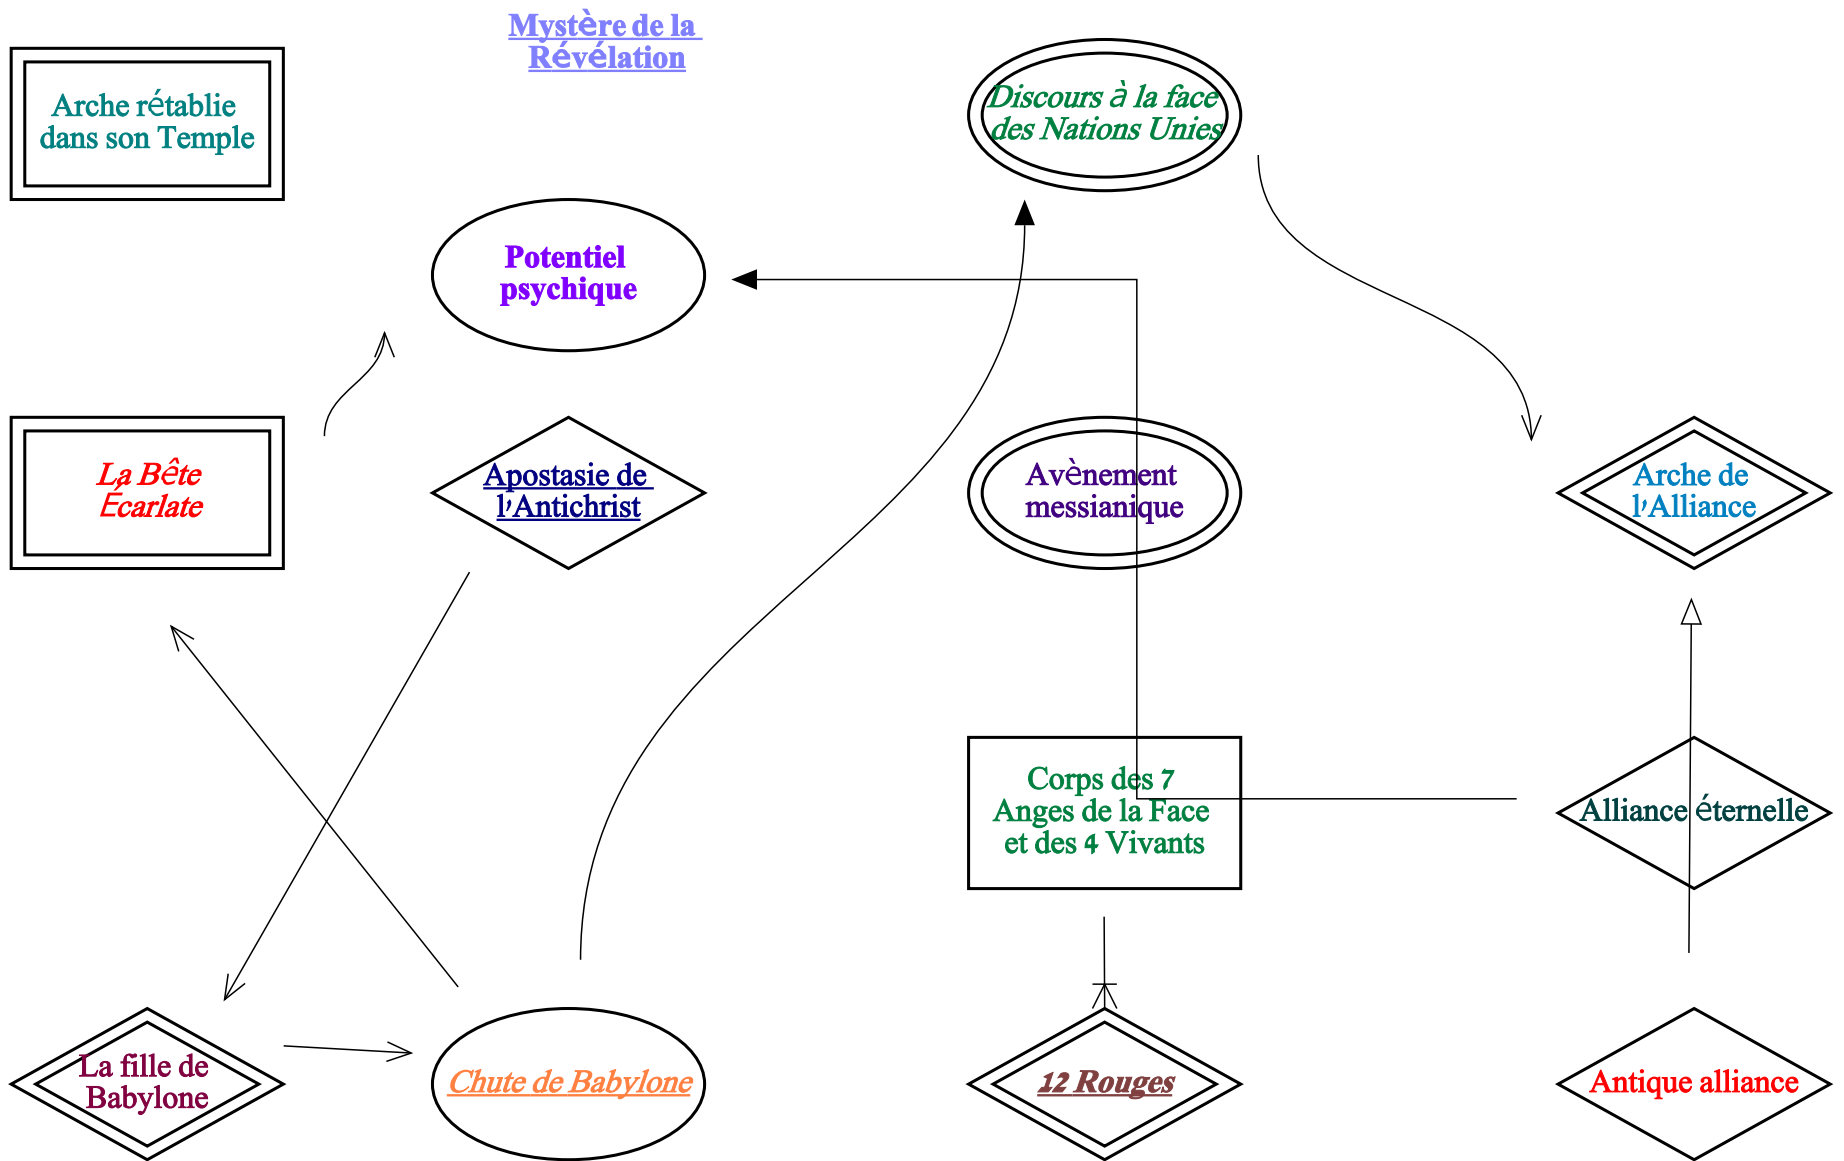 Mystère de la
Révélation
Arche rétablie
dans son Temple
Discours à la face
des Nations Unies
Potentiel
psychique
La Bête
Écarlate
Apostasie de
l'Antichrist
Avènement
messianique
Arche de
l'Alliance
Corps des 7
Anges de la Face
et des 4 Vivants
Alliance éternelle
La fille de
Babylone
Chute de Babylone
12 Rouges
Antique alliance